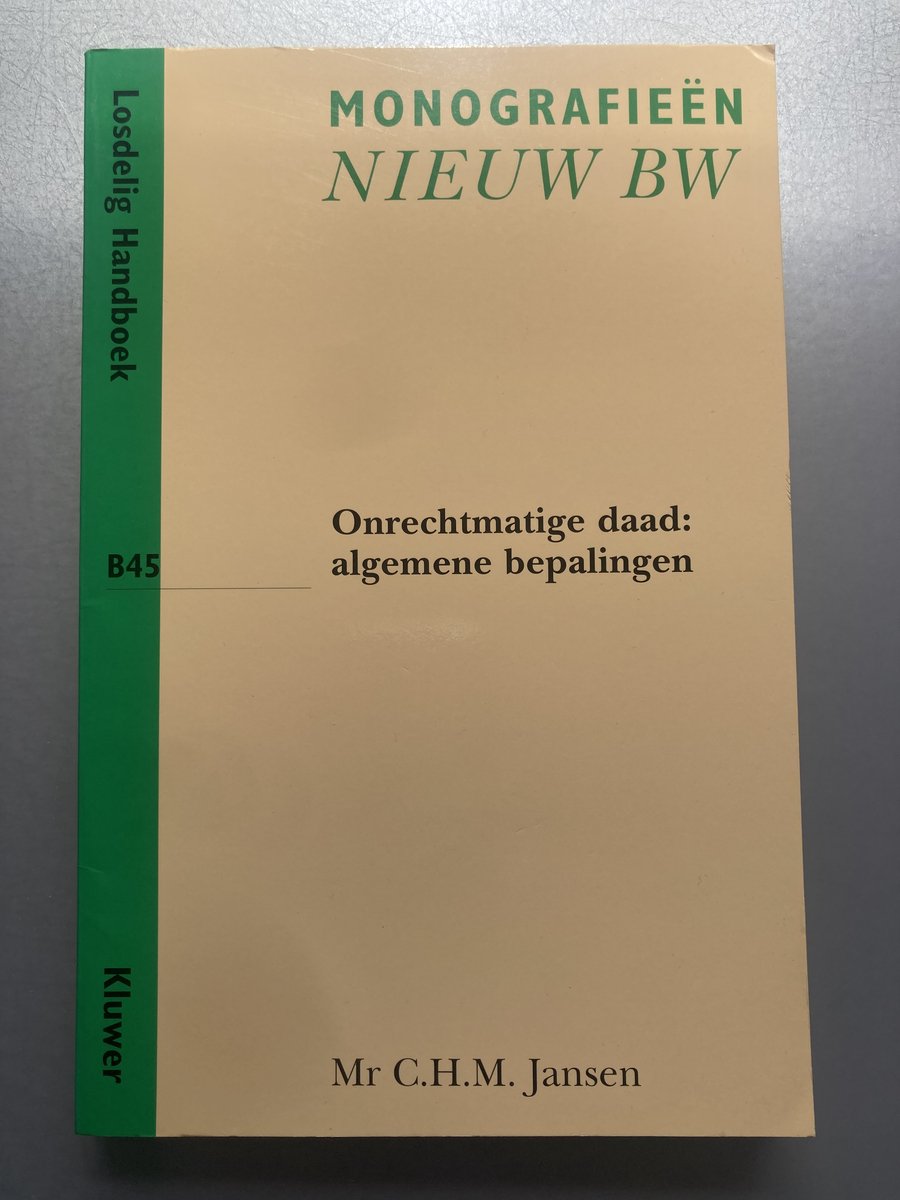 MONOGRAFIEËN
NIEUW BW
Losdelig Handboek
B45
Onrechtmatige daad:
algemene bepalingen
Kluwer
Mr C.H.M. Jansen